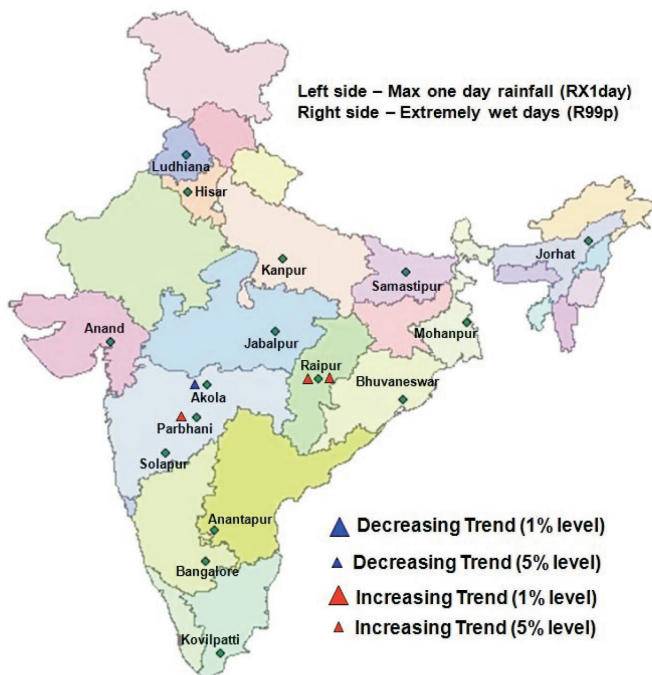 Left side – Max one day rainfall (RX1day)
Right side – Extremely wet days (R99p)
Ludhiana
Hisar
Kanpur
Samastipur
Jorhat
Anand
Jabalpur
Mohanpur
Raipur
Akola
Bhuvaneswar
Parbhani
Solapur
Anantapur
Bangalore
Kovilpatti
Decreasing Trend (1% level)
Decreasing Trend (5% level)
Increasing Trend (1% level)
Increasing Trend (5% level)